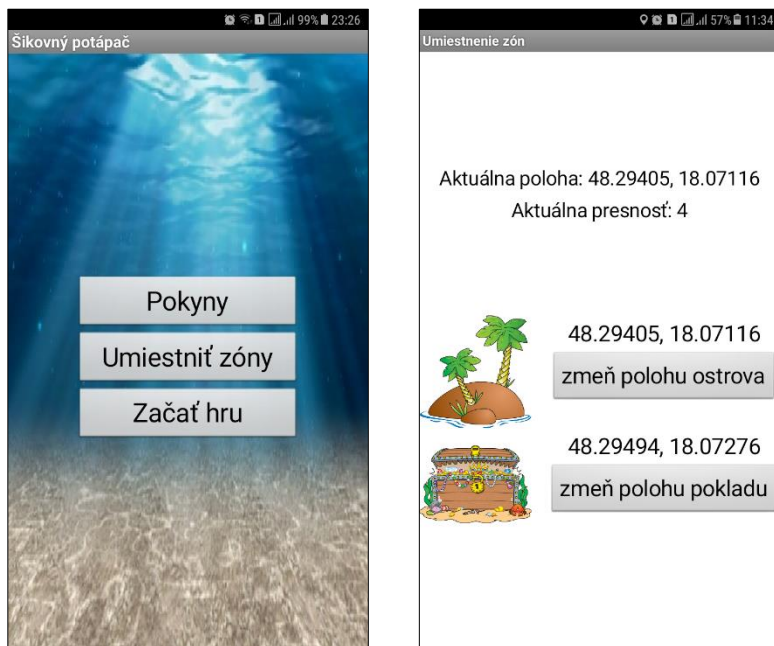 99% 23:26
Šikovný potápač
Pokyny
Umiestniť zóny
Začať hru
57% 11:34
Umiestnenie zón
Aktuálna poloha: 48.29405, 18.07116
Aktuálna presnosť: 4
48.29405, 18.07116
zmeň polohu ostrova
48.29494, 18.07276
zmeň polohu pokladu